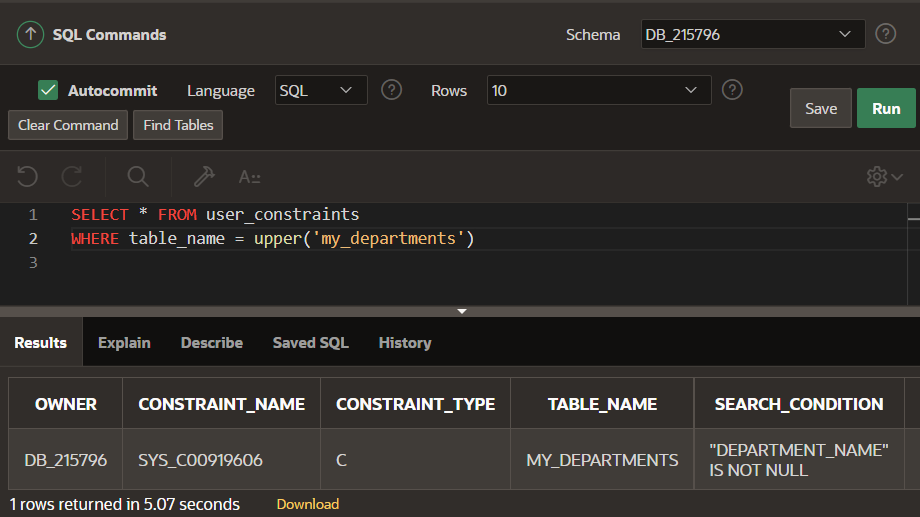 SQL Commands
Schema DB_215796 ?
Autocommit Language SQL ? Rows 10 ?
Clear Command Find Tables Save Run
A
1 SELECT * FROM user_constraints
2 WHERE table_name = upper('my_departments')
3
Results Explain Describe Saved SQL History
OWNER CONSTRAINT_NAME CONSTRAINT_TYPE TABLE_NAME SEARCH_CONDITION
DB_215796 SYS_C00919606 C MY_DEPARTMENTS "DEPARTMENT_NAME"
IS NOT NULL
1 rows returned in 5.07 seconds Download